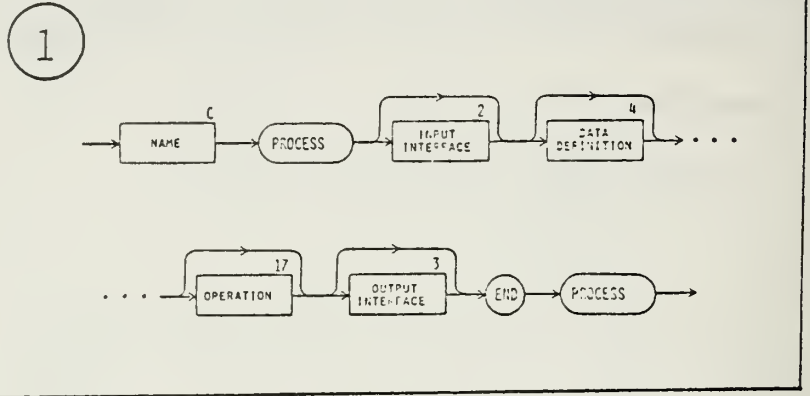 1
C
NAME
PROCESS
2
INPUT
INTERFACE
4
DATA
DEFINITION
17
OPERATION
3
OUTPUT
INTERFACE
END
PROCESS